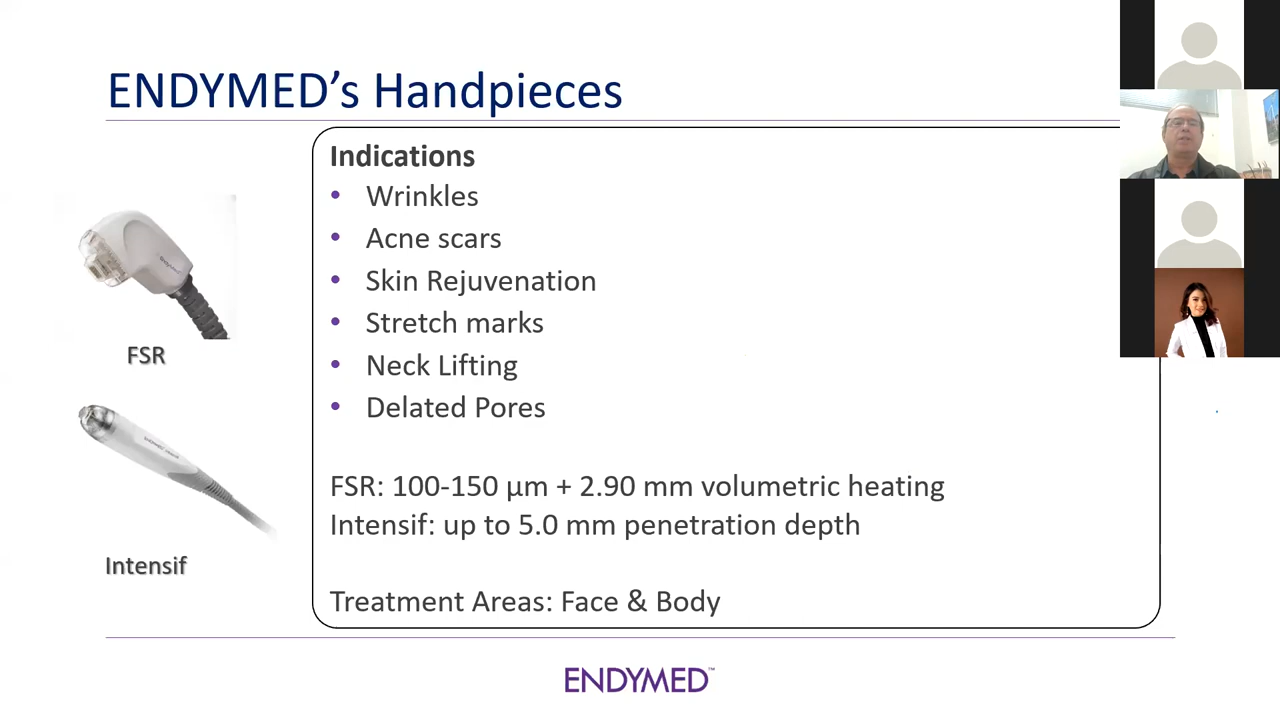 ENDYMED's Handpieces
Indications
• Wrinkles
• Acne scars
• Skin Rejuvenation
• Stretch marks
• Neck Lifting
• Delated Pores
FSR: 100-150 µm + 2.90 mm volumetric heating
Intensif: up to 5.0 mm penetration depth
Treatment Areas: Face & Body
FSR
Intensif
ENDYMED™